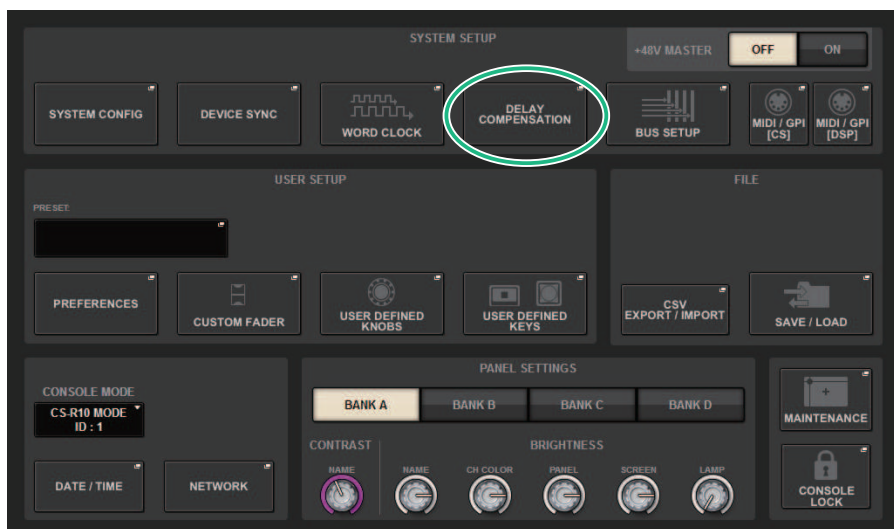 SYSTEM SETUP
+48V MASTER
OFF
ON
SYSTEM CONFIG
DEVICE SYNC
WORD CLOCK
DELAY
COMPENSATION
BUS SETUP
MIDI / GPI
[CS]
MIDI / GPI
[DSP]
USER SETUP
PRESET:
PREFERENCES
CUSTOM FADER
USER DEFINED
KNOBS
USER DEFINED
KEYS
FILE
CSV
EXPORT / IMPORT
SAVE / LOAD
CONSOLE MODE
CS-R10 MODE
ID : 1
DATE / TIME
NETWORK
PANEL SETTINGS
BANK A
BANK B
BANK C
BANK D
CONTRAST
BRIGHTNESS
NAME
NAME
CH COLOR
PANEL
SCREEN
LAMP
MAINTENANCE
CONSOLE
LOCK